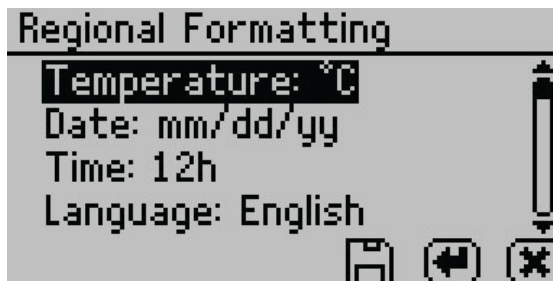 Regional Formatting
Temperature: °C
Date: mm/dd/yy
Time: 12h
Language: English